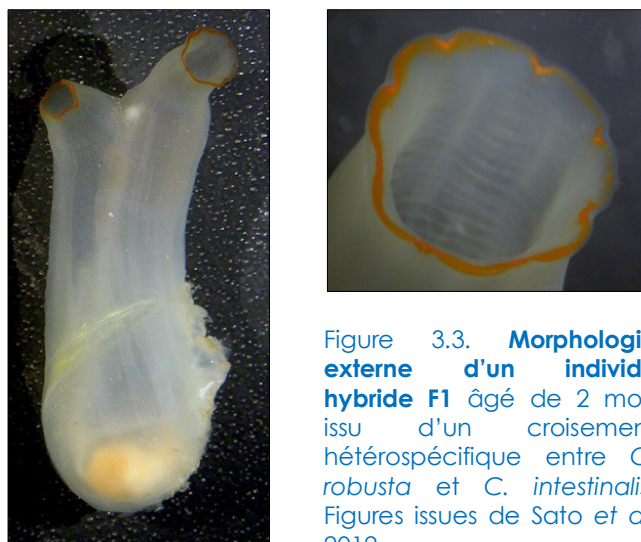 Figure 3.3. Morphologi
externe d'un individ
hybride F1 âgé de 2 mo
issu d'un croisemen
hétérospécifique entre C
robusta et C. intestinali
Figures issues de Sato et a